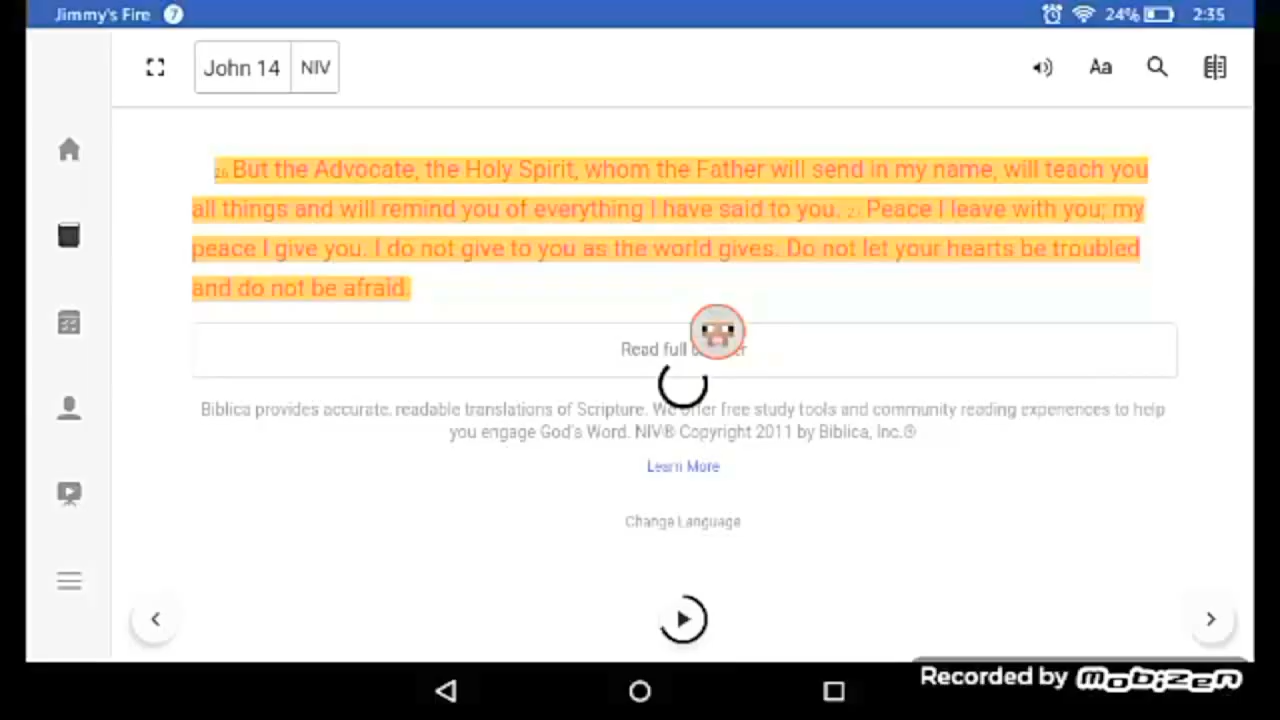 Jimmy's Fire 7 24% 2:35
John 14 NIV Aa
26 But the Advocate, the Holy Spirit, whom the Father will send in my name, will teach you
all things and will remind you of everything I have said to you. 27 Peace I leave with you; my
peace I give you. I do not give to you as the world gives. Do not let your hearts be troubled
and do not be afraid.
Read full
Biblica provides accurate, readable translations of Scripture. We offer free study tools and community reading experiences to help
you engage God's Word. NIV® Copyright 2011 by Biblica, Inc.®
Learn More
Change Language
Recorded by mobizen